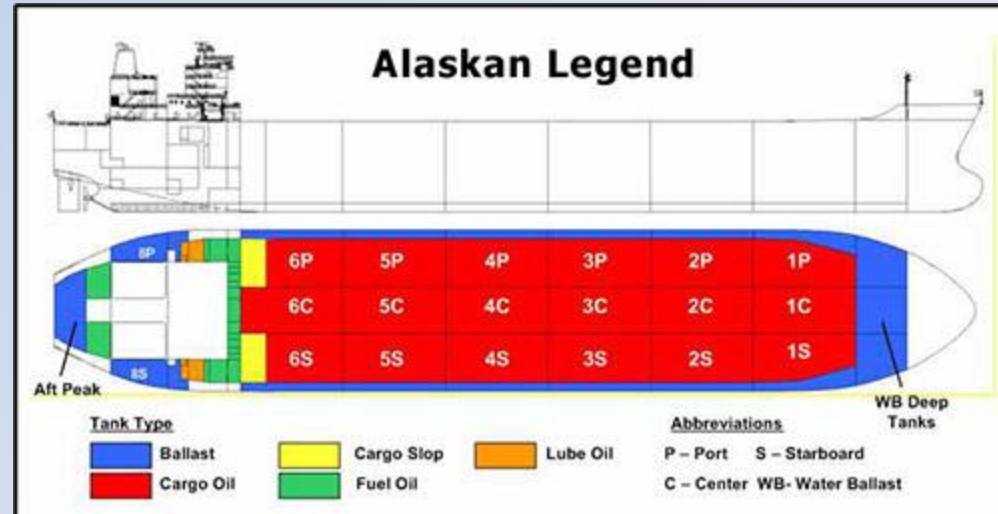 Alaskan Legend
8P
6P 5P 4P 3P 2P 1P
6C 5C 4C 3C 2C 1C
6S 5S 4S 3S 2S 1S
8S
Aft Peak
WB Deep
Tanks
Tank Type
Ballast
Cargo Slop
Lube Oil
Cargo Oil
Fuel Oil
Abbreviations
P – Port S – Starboard
C – Center WB- Water Ballast